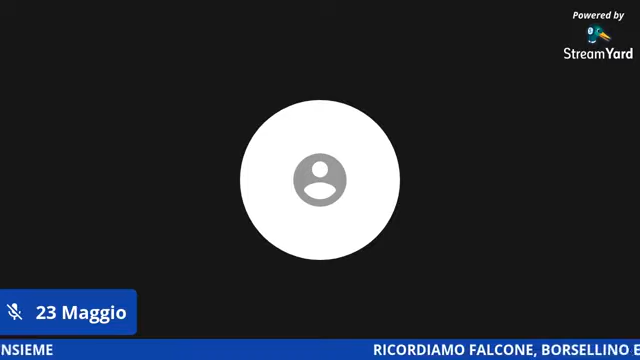 Powered by
StreamYard
23 Maggio
NSIEME
RICORDIAMO FALCONE, BORSELLINO E